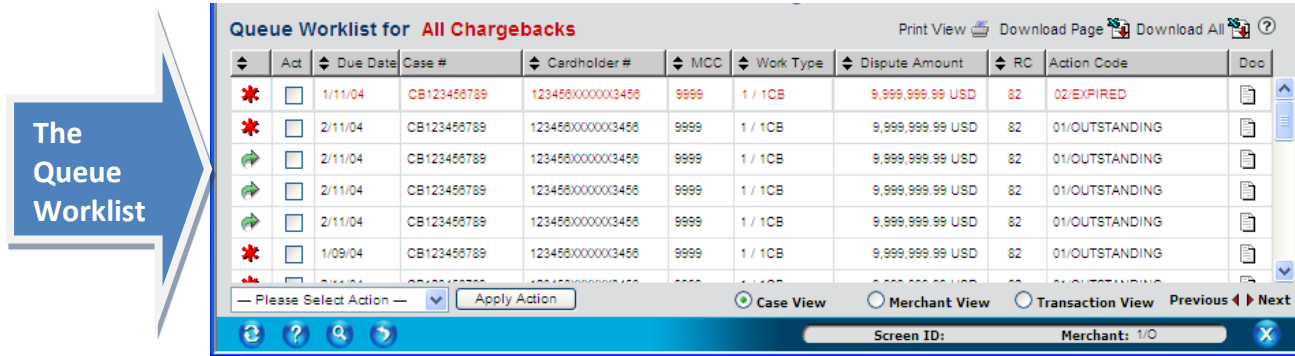 The
Queue
Worklist
Queue Worklist for All Chargebacks Print View Download Page Download All ?
Act Due Date Case # Cardholder # MCC Work Type Dispute Amount RC Action Code Doc
1/11/04 CB123456789 123456XXXXXX3456 9999 1 / 1CB 9,999,999.99 USD 82 02/EXPIRED
2/11/04 CB123456789 123456XXXXXX3456 9999 1 / 1CB 9,999,999.99 USD 82 01/OUTSTANDING
2/11/04 CB123456789 123456XXXXXX3456 9999 1 / 1CB 9,999,999.99 USD 82 01/OUTSTANDING
2/11/04 CB123456789 123456XXXXXX3456 9999 1 / 1CB 9,999,999.99 USD 82 01/OUTSTANDING
2/11/04 CB123456789 123456XXXXXX3456 9999 1 / 1CB 9,999,999.99 USD 82 01/OUTSTANDING
1/09/04 CB123456789 123456XXXXXX3456 9999 1 / 1CB 9,999,999.99 USD 82 01/OUTSTANDING
— Please Select Action — Apply Action Case View Merchant View Transaction View Previous Next
? Screen ID: Merchant: 1/O X